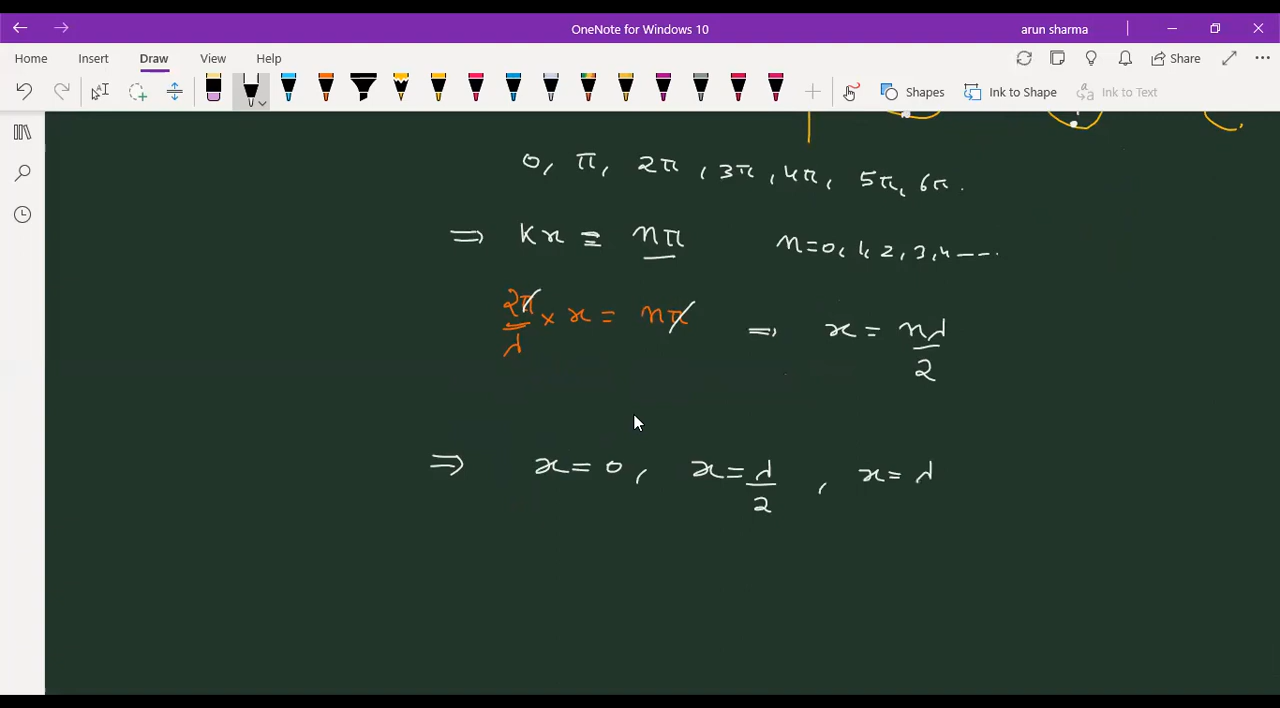 OneNote for Windows 10
arun sharma
Home Insert Draw View Help Share
Shapes Ink to Shape Ink to Text
0, π, 2π, 3π, 4π, 5π, 6π.
⇒ kx = nπ n=0, 1, 2, 3, 4 ---.
2π/λ × x = nπ ⇒ x = nλ/2
⇒ x=0, x=λ/2, x=λ